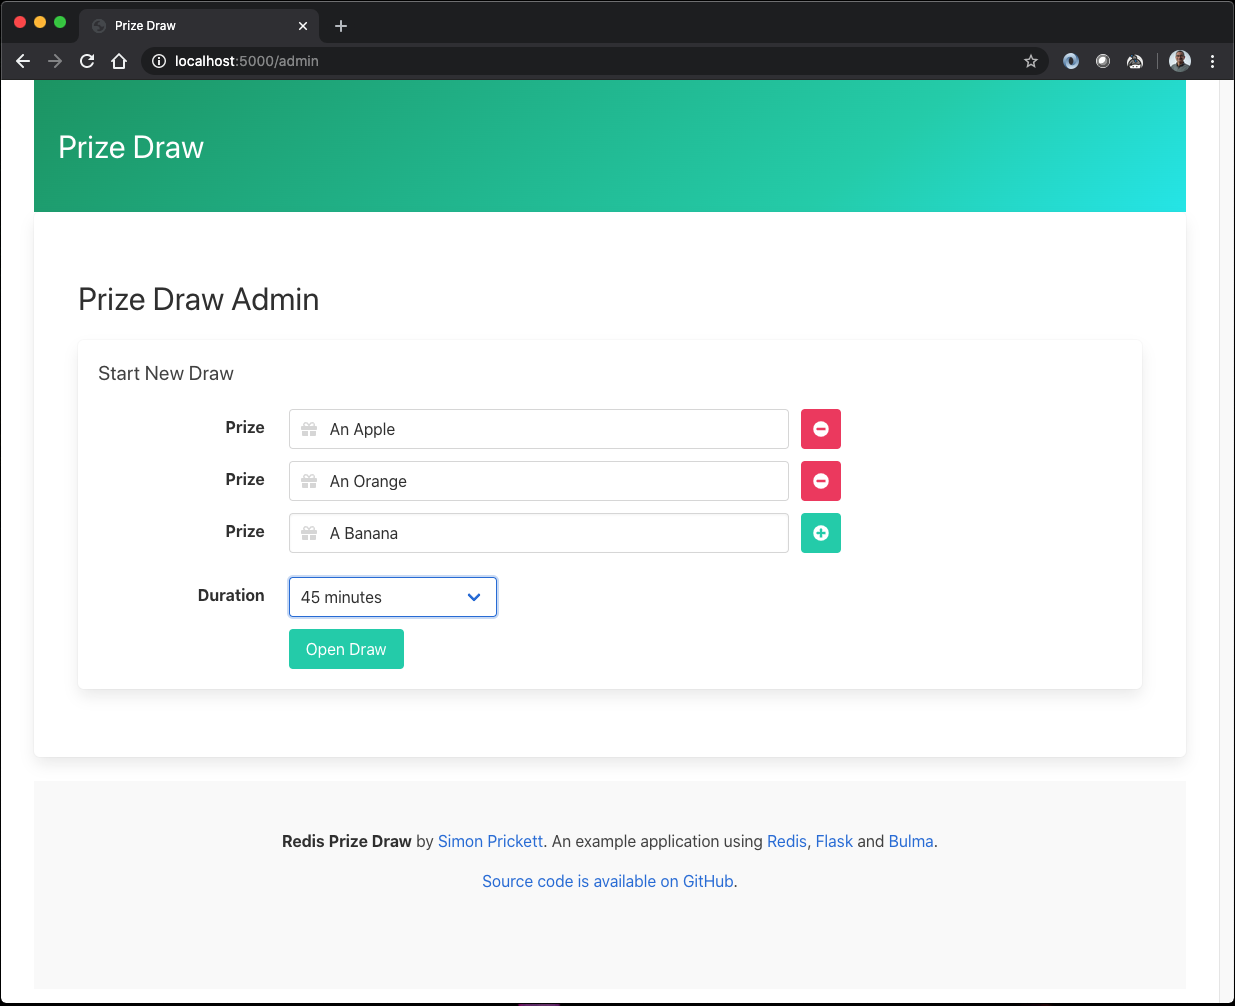 Prize Draw
localhost:5000/admin
Prize Draw
Prize Draw Admin
Start New Draw
Prize An Apple
Prize An Orange
Prize A Banana
Duration 45 minutes
Open Draw
Redis Prize Draw by Simon Prickett. An example application using Redis, Flask and Bulma.
Source code is available on GitHub.